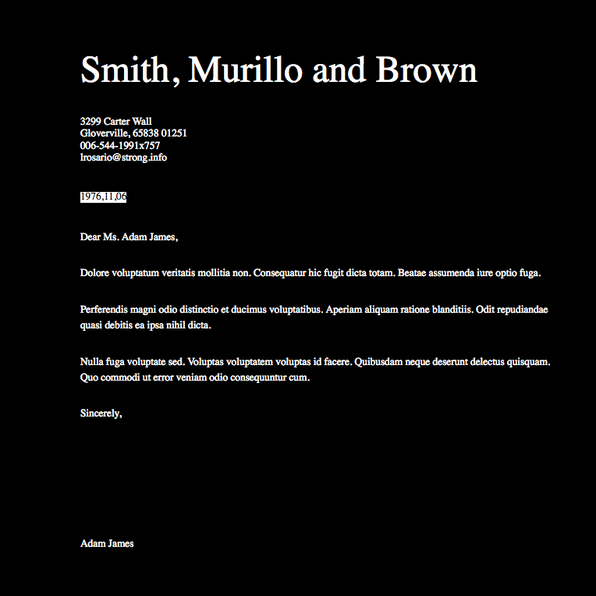 Smith, Murillo and Brown
3299 Carter Wall
Gloverville, 65838 01251
006-544-1991x757
lrosario@strong.info
1976,11,06
Dear Ms. Adam James,
Dolore voluptatum veritatis mollitia non. Consequatur hic fugit dicta totam. Beatae assumenda iure optio fuga.
Perferendis magni odio distinctio et ducimus voluptatibus. Aperiam aliquam ratione blanditiis. Odit repudiandae
quasi debitis ea ipsa nihil dicta.
Nulla fuga voluptate sed. Voluptas voluptatem voluptas id facere. Quibusdam neque deserunt delectus quisquam.
Quo commodi ut error veniam odio consequuntur cum.
Sincerely,
Adam James